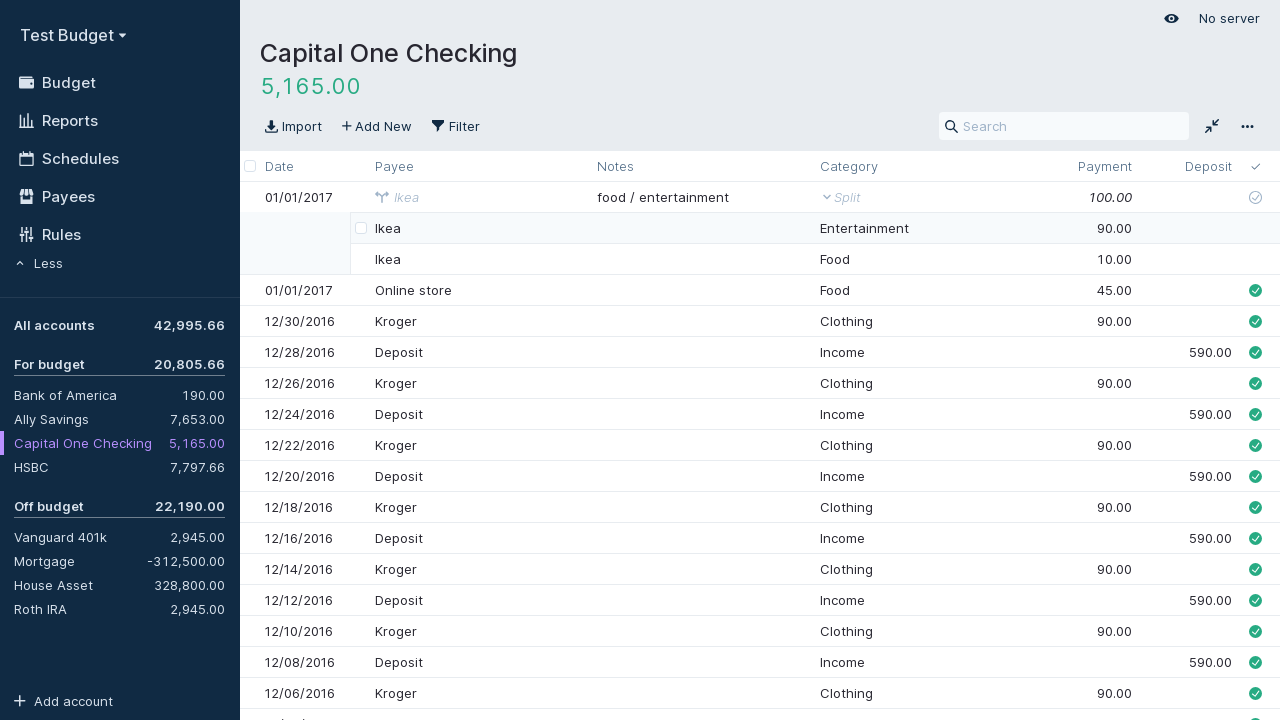 Test Budget
Budget
Reports
Schedules
Payees
Rules
Less
All accounts 42,995.66
For budget 20,805.66
Bank of America 190.00
Ally Savings 7,653.00
Capital One Checking 5,165.00
HSBC 7,797.66
Off budget 22,190.00
Vanguard 401k 2,945.00
Mortgage -312,500.00
House Asset 328,800.00
Roth IRA 2,945.00
Add account
No server
Capital One Checking
5,165.00
Import Add New Filter Search
Date Payee Notes Category Payment Deposit
01/01/2017 Ikea food / entertainment Split 100.00
Ikea Entertainment 90.00
Ikea Food 10.00
01/01/2017 Online store Food 45.00
12/30/2016 Kroger Clothing 90.00
12/28/2016 Deposit Income 590.00
12/26/2016 Kroger Clothing 90.00
12/24/2016 Deposit Income 590.00
12/22/2016 Kroger Clothing 90.00
12/20/2016 Deposit Income 590.00
12/18/2016 Kroger Clothing 90.00
12/16/2016 Deposit Income 590.00
12/14/2016 Kroger Clothing 90.00
12/12/2016 Deposit Income 590.00
12/10/2016 Kroger Clothing 90.00
12/08/2016 Deposit Income 590.00
12/06/2016 Kroger Clothing 90.00